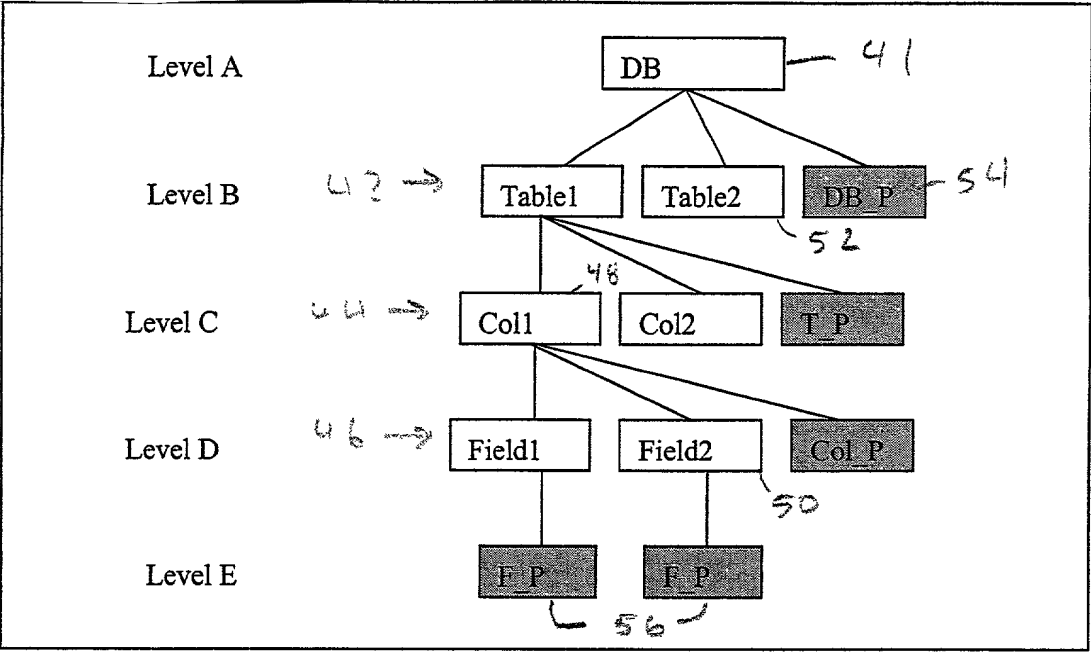 Level A DB 41
Level B 42 → Table1 Table2 DB_P 54
52
48
Level C 44 → Col1 Col2 T_P
Level D 46 → Field1 Field2 Col_P
50
Level E F_P F_P
56